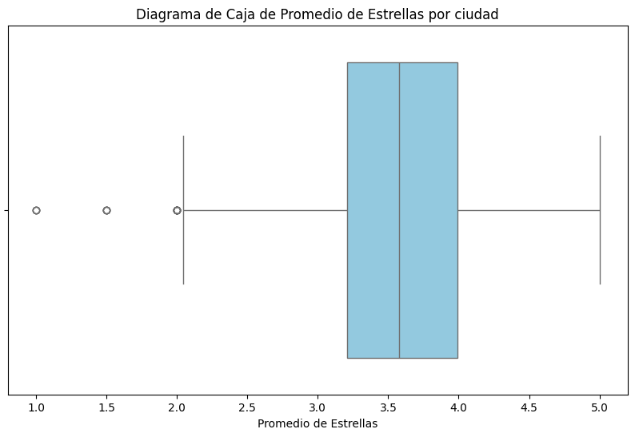 Diagrama de Caja de Promedio de Estrellas por ciudad
1.0 1.5 2.0 2.5 3.0 3.5 4.0 4.5 5.0
Promedio de Estrellas